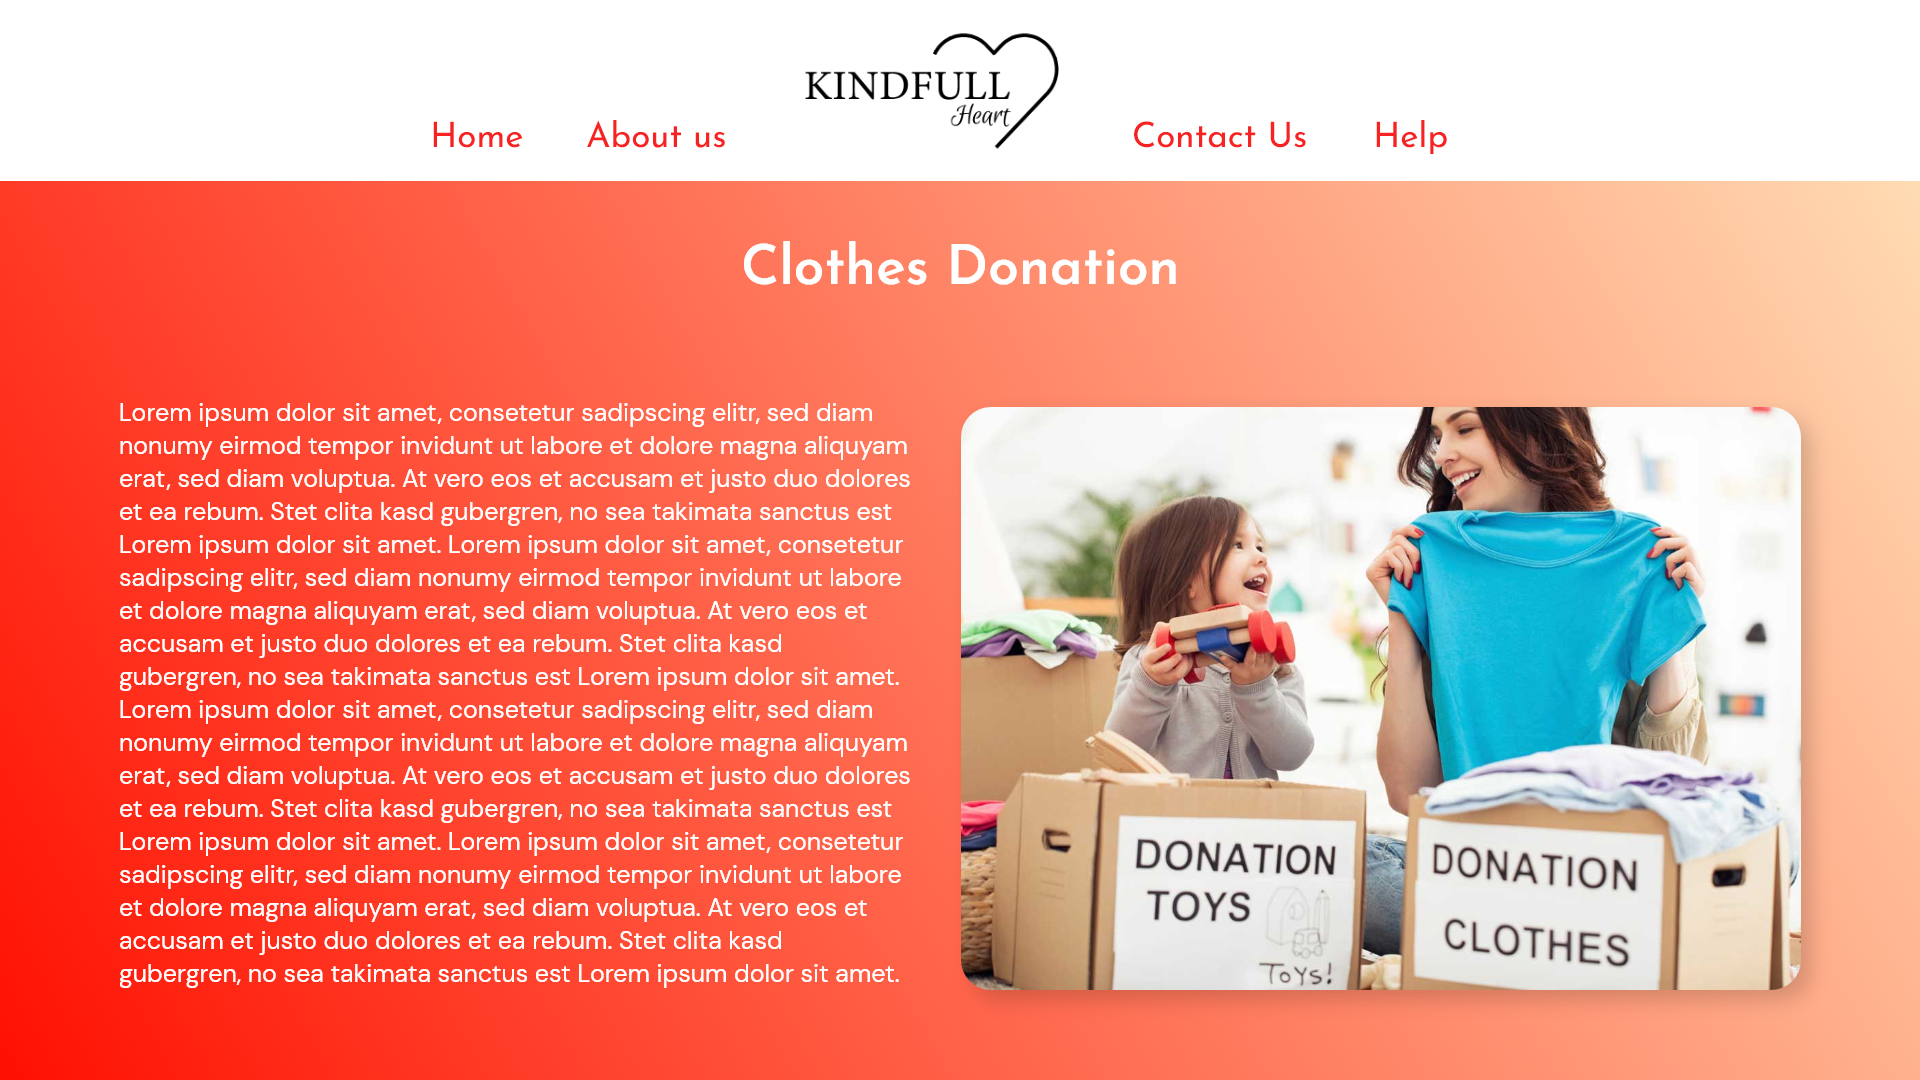 KINDFULL
Heart
Home
About us
Contact Us
Help
Clothes Donation
Lorem ipsum dolor sit amet, consetetur sadipscing elitr, sed diam
nonumy eirmod tempor invidunt ut labore et dolore magna aliquyam
erat, sed diam voluptua. At vero eos et accusam et justo duo dolores
et ea rebum. Stet clita kasd gubergren, no sea takimata sanctus est
Lorem ipsum dolor sit amet. Lorem ipsum dolor sit amet, consetetur
sadipscing elitr, sed diam nonumy eirmod tempor invidunt ut labore
et dolore magna aliquyam erat, sed diam voluptua. At vero eos et
accusam et justo duo dolores et ea rebum. Stet clita kasd
gubergren, no sea takimata sanctus est Lorem ipsum dolor sit amet.
Lorem ipsum dolor sit amet, consetetur sadipscing elitr, sed diam
nonumy eirmod tempor invidunt ut labore et dolore magna aliquyam
erat, sed diam voluptua. At vero eos et accusam et justo duo dolores
et ea rebum. Stet clita kasd gubergren, no sea takimata sanctus est
Lorem ipsum dolor sit amet. Lorem ipsum dolor sit amet, consetetur
sadipscing elitr, sed diam nonumy eirmod tempor invidunt ut labore
et dolore magna aliquyam erat, sed diam voluptua. At vero eos et
accusam et justo duo dolores et ea rebum. Stet clita kasd
gubergren, no sea takimata sanctus est Lorem ipsum dolor sit amet.
DONATION
TOYS
TOYS!
DONATION
CLOTHES